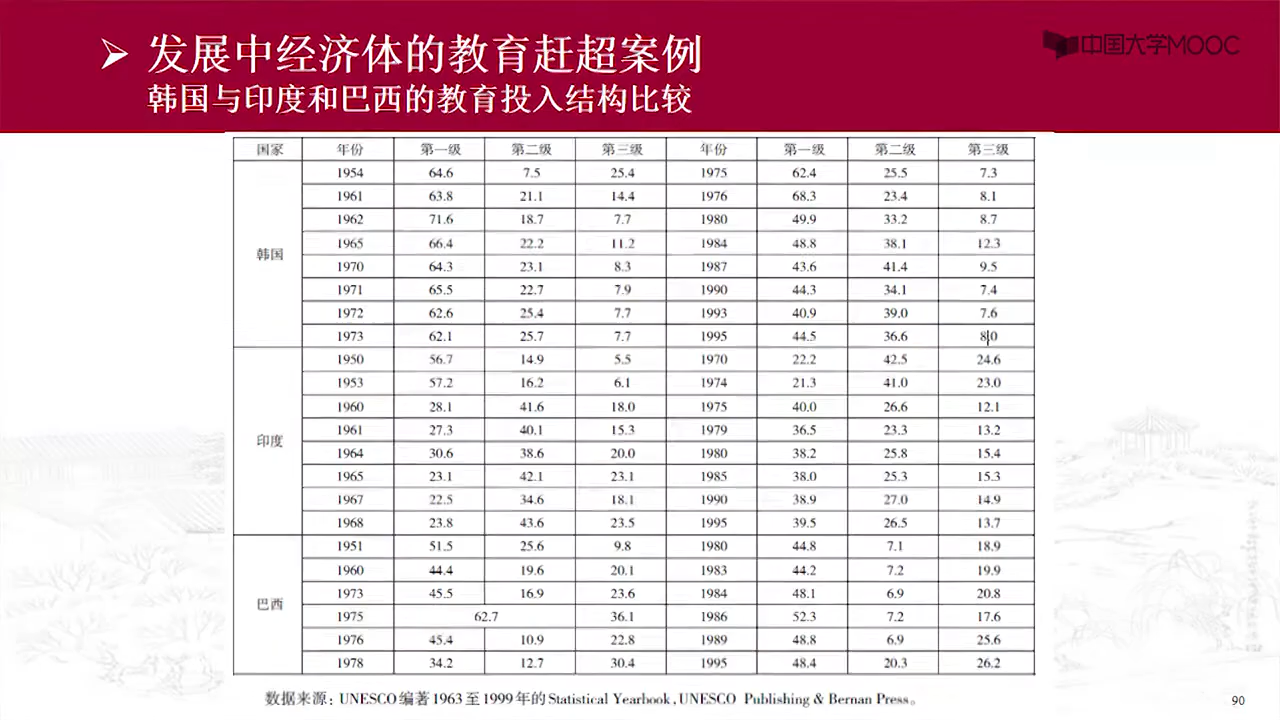 发展中经济体的教育赶超案例
中国大学MOOC
韩国与印度和巴西的教育投入结构比较
国家 年份 第一级 第二级 第三级 年份 第一级 第二级 第三级
韩国
1954 64.6 7.5 25.4 1975 62.4 25.5 7.3
1961 63.8 21.1 14.4 1976 68.3 23.4 8.1
1962 71.6 18.7 7.7 1980 49.9 33.2 8.7
1965 66.4 22.2 11.2 1984 48.8 38.1 12.3
1970 64.3 23.1 8.3 1987 43.6 41.4 9.5
1971 65.5 22.7 7.9 1990 44.3 34.1 7.4
1972 62.6 25.4 7.7 1993 40.9 39.0 7.6
1973 62.1 25.7 7.7 1995 44.5 36.6 8.0
印度
1950 56.7 14.9 5.5 1970 22.2 42.5 24.6
1953 57.2 16.2 6.1 1974 21.3 41.0 23.0
1960 28.1 41.6 18.0 1975 40.0 26.6 12.1
1961 27.3 40.1 15.3 1979 36.5 23.3 13.2
1964 30.6 38.6 20.0 1980 38.2 25.8 15.4
1965 23.1 42.1 23.1 1985 38.0 25.3 15.3
1967 22.5 34.6 18.1 1990 38.9 27.0 14.9
1968 23.8 43.6 23.5 1995 39.5 26.5 13.7
巴西
1951 51.5 25.6 9.8 1980 44.8 7.1 18.9
1960 44.4 19.6 20.1 1983 44.2 7.2 19.9
1973 45.5 16.9 23.6 1984 48.1 6.9 20.8
1975 62.7 36.1 1986 52.3 7.2 17.6
1976 45.4 10.9 22.8 1989 48.8 6.9 25.6
1978 34.2 12.7 30.4 1995 48.4 20.3 26.2
数据来源：UNESCO编著1963至1999年的Statistical Yearbook，UNESCO Publishing & Bernan Press。
90